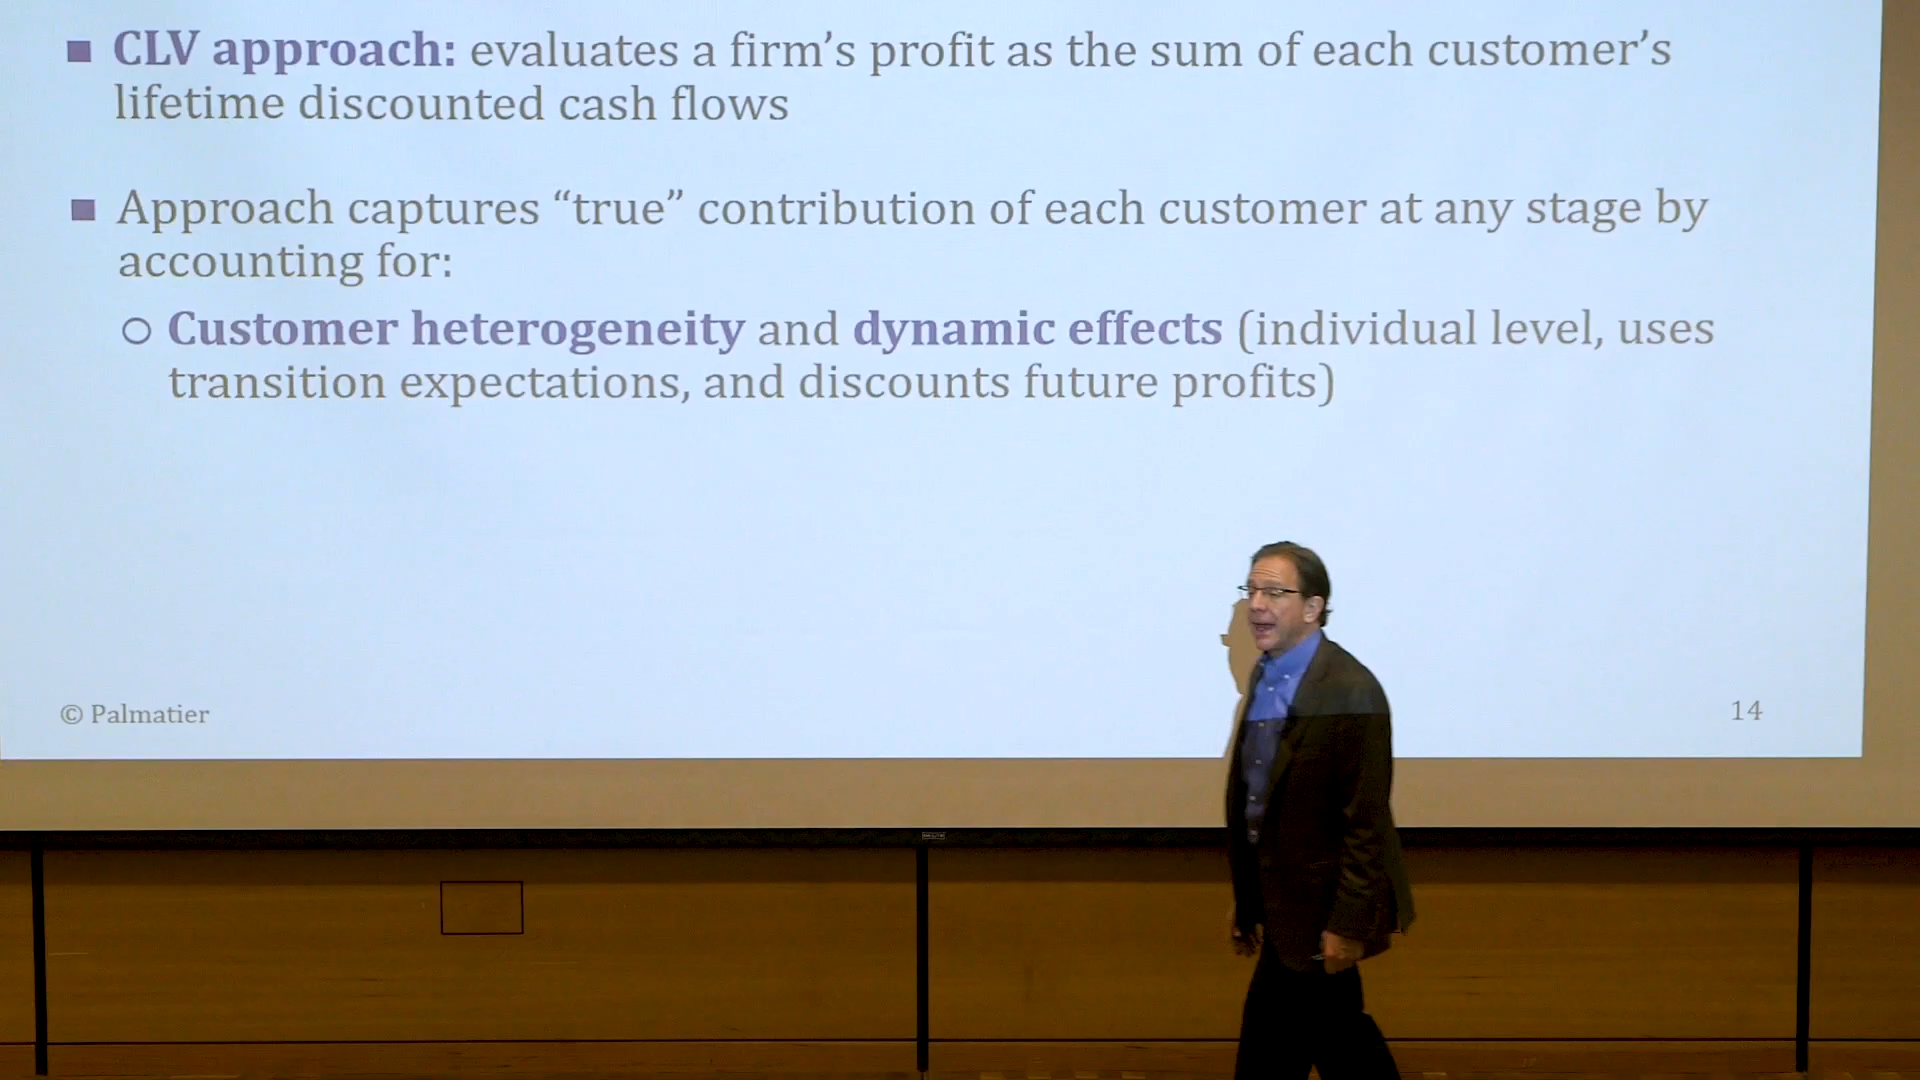 ■ CLV approach: evaluates a firm’s profit as the sum of each customer’s
lifetime discounted cash flows
■ Approach captures “true” contribution of each customer at any stage by
accounting for:
○ Customer heterogeneity and dynamic effects (individual level, uses
transition expectations, and discounts future profits)
© Palmatier
14